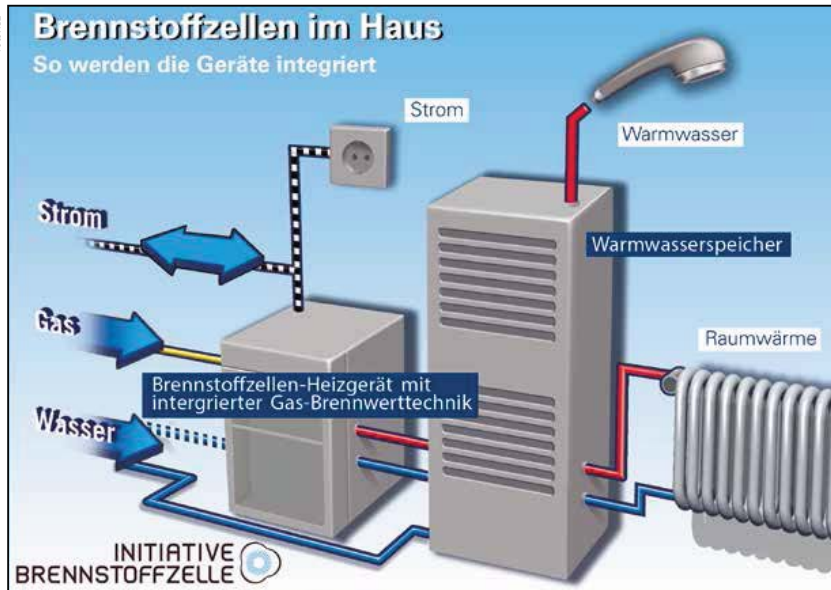 Brennstoffzellen im Haus
So werden die Geräte integriert
Strom
Warmwasser
Strom
Warmwasserspeicher
Gas
Raumwärme
Brennstoffzellen-Heizgerät mit
intergrierter Gas-Brennwerttechnik
Wasser
INITIATIVE
BRENNSTOFFZELLE